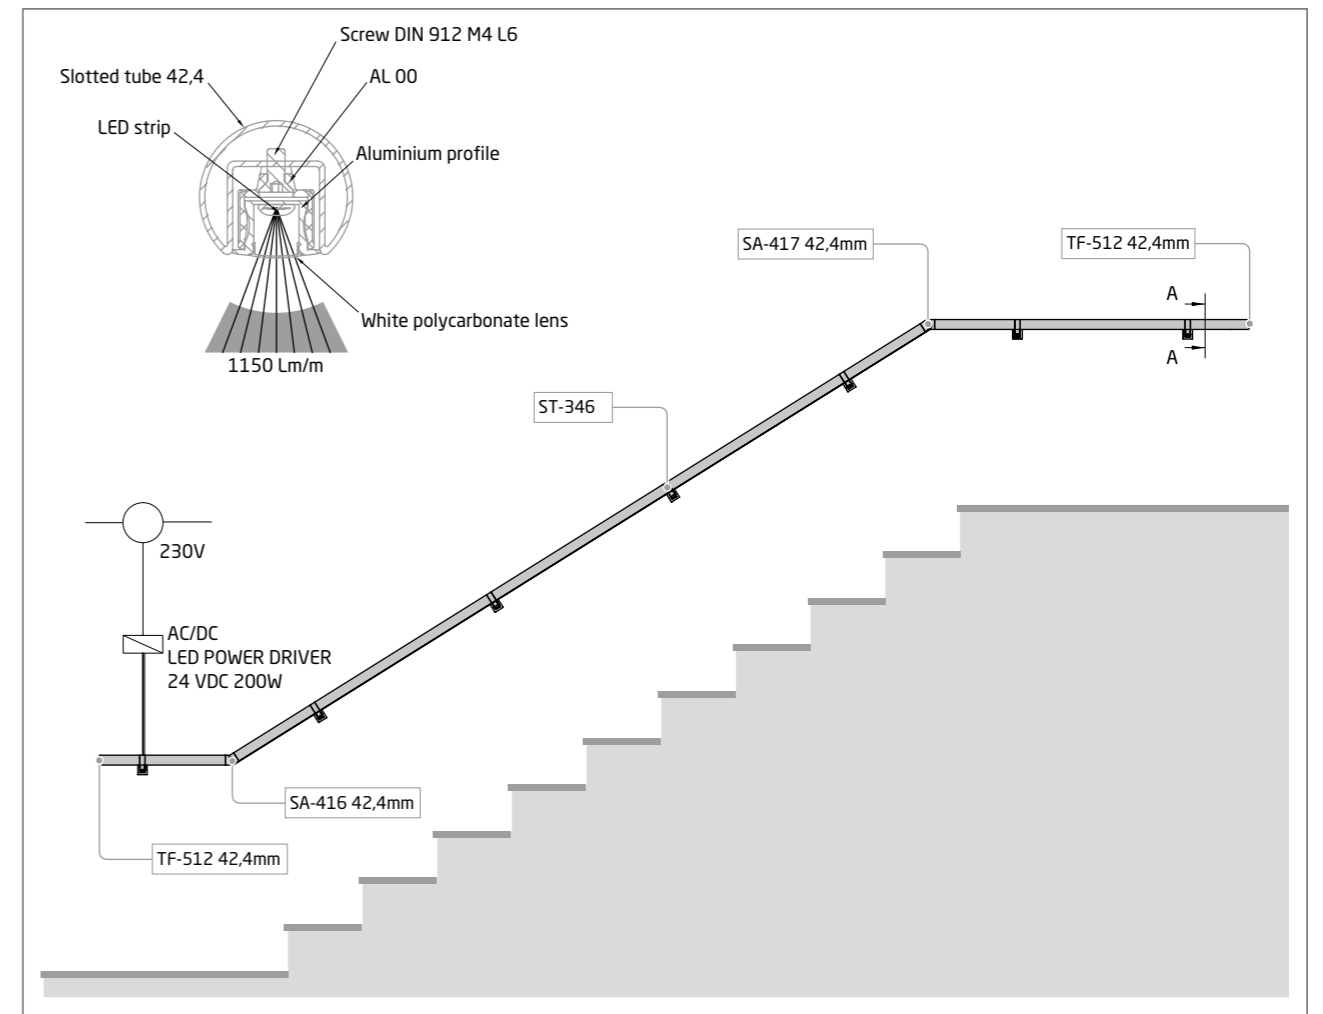 Screw DIN 912 M4 L6
Slotted tube 42,4
AL 00
LED strip
Aluminium profile
White polycarbonate lens
1150 Lm/m
SA-417 42,4mm
TF-512 42,4mm
A
A
ST-346
230V
AC/DC
LED POWER DRIVER
24 VDC 200W
SA-416 42,4mm
TF-512 42,4mm